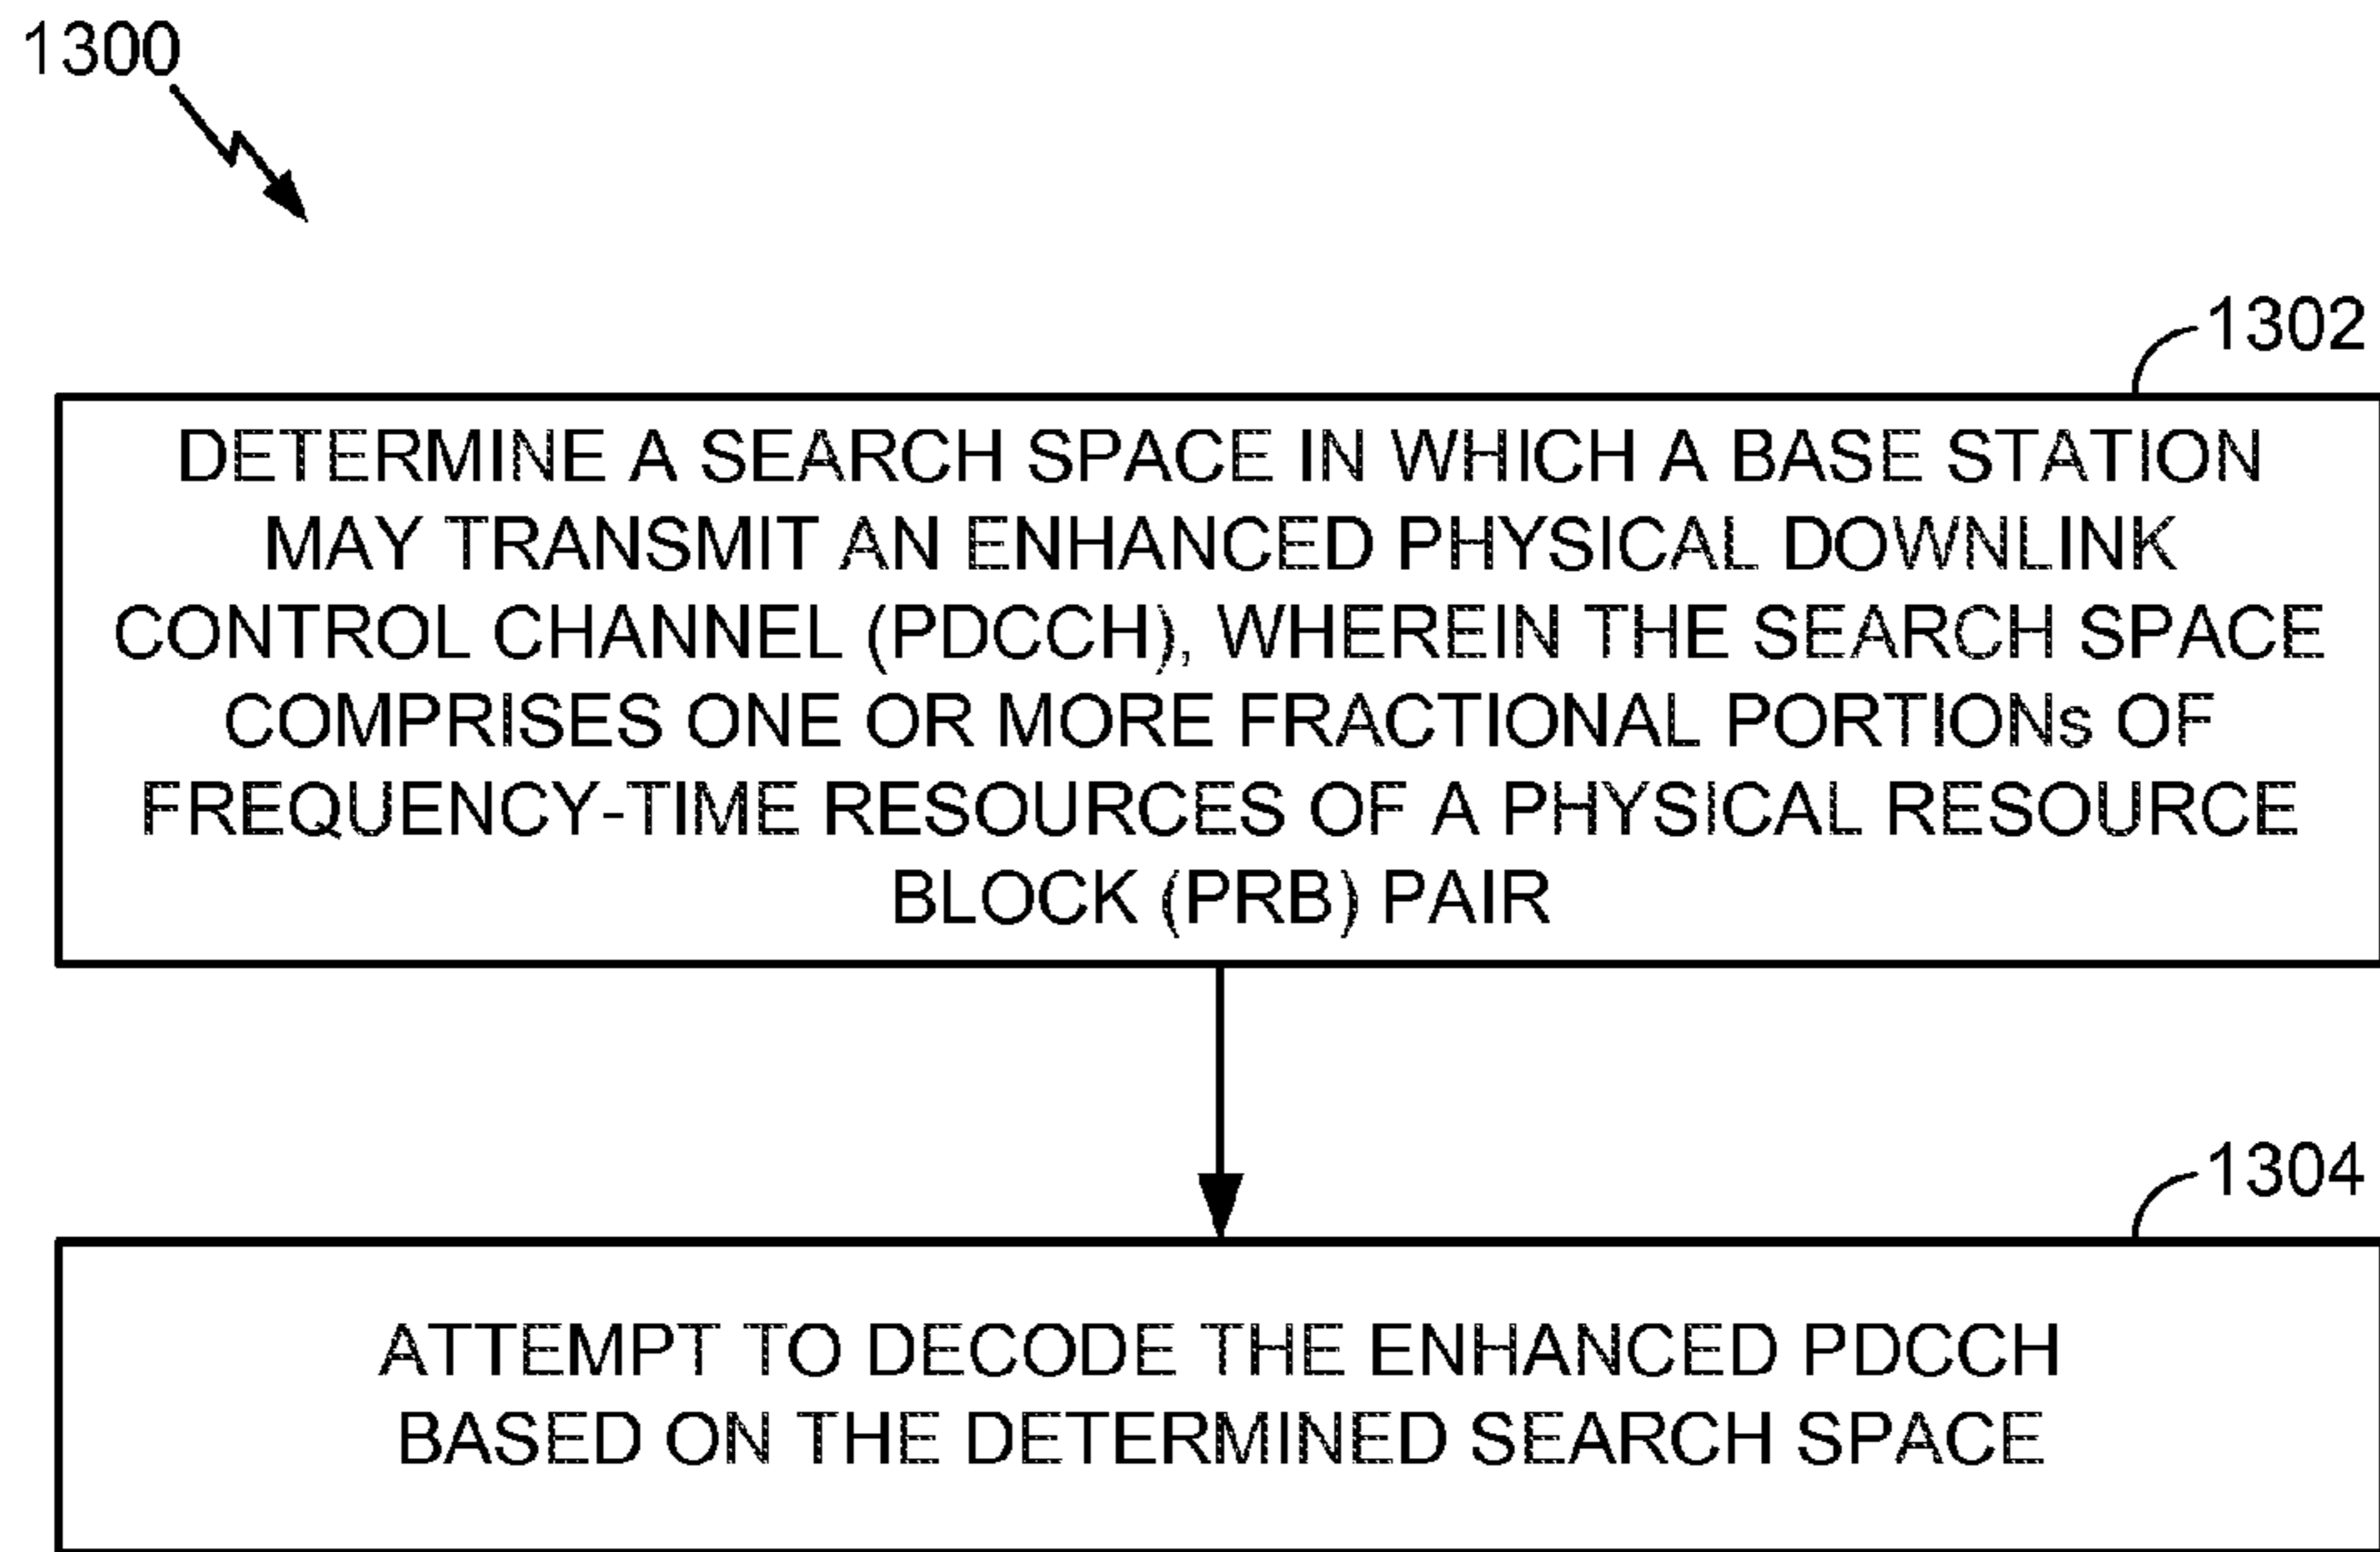 1300
1302
DETERMINE A SEARCH SPACE IN WHICH A BASE STATION
MAY TRANSMIT AN ENHANCED PHYSICAL DOWNLINK
CONTROL CHANNEL (PDCCH), WHEREIN THE SEARCH SPACE
COMPRISES ONE OR MORE FRACTIONAL PORTIONs OF
FREQUENCY-TIME RESOURCES OF A PHYSICAL RESOURCE
BLOCK (PRB) PAIR
1304
ATTEMPT TO DECODE THE ENHANCED PDCCH
BASED ON THE DETERMINED SEARCH SPACE